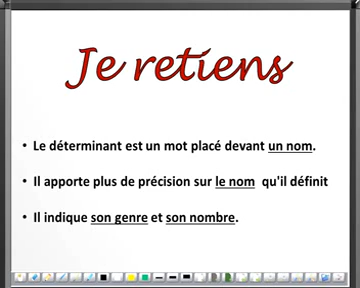 Je retiens
• Le déterminant est un mot placé devant un nom.
• Il apporte plus de précision sur le nom qu'il définit
• Il indique son genre et son nombre.